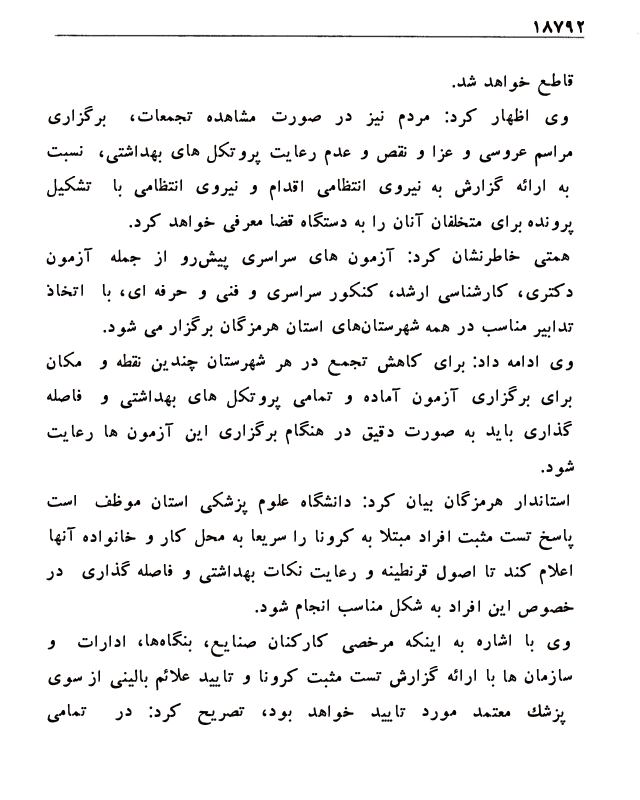 ۱۸۷۹۲
قاطع خواهد شد.
وی اظهار کرد: مردم نیز در صورت مشاهده تجمعات، برگزاری
مراسم عروسی و عزا و نقص و عدم رعایت پروتکل های بهداشتی، نسبت
به ارائه گزارش به نیروی انتظامی اقدام و نیروی انتظامی با تشکیل
پرونده برای متخلفان آنان را به دستگاه قضا معرفی خواهد کرد.
همتی خاطرنشان کرد: آزمون های سراسری پیش‌رو از جمله آزمون
دکتری، کارشناسی ارشد، کنکور سراسری و فنی و حرفه ای، با اتخاذ
تدابیر مناسب در همه شهرستان‌های استان هرمزگان برگزار می شود.
وی ادامه داد: برای کاهش تجمع در هر شهرستان چندین نقطه و مکان
برای برگزاری آزمون آماده و تمامی پروتکل های بهداشتی و فاصله
گذاری باید به صورت دقیق در هنگام برگزاری این آزمون ها رعایت
شود.
استاندار هرمزگان بیان کرد: دانشگاه علوم پزشکی استان موظف است
پاسخ تست مثبت افراد مبتلا به کرونا را سریعا به محل کار و خانواده آنها
اعلام کند تا اصول قرنطینه و رعایت نکات بهداشتی و فاصله گذاری در
خصوص این افراد به شکل مناسب انجام شود.
وی با اشاره به اینکه مرخصی کارکنان صنایع، بنگاه‌ها، ادارات و
سازمان ها با ارائه گزارش تست مثبت کرونا و تایید علائم بالینی از سوی
پزشك معتمد مورد تایید خواهد بود، تصریح کرد: در تمامی